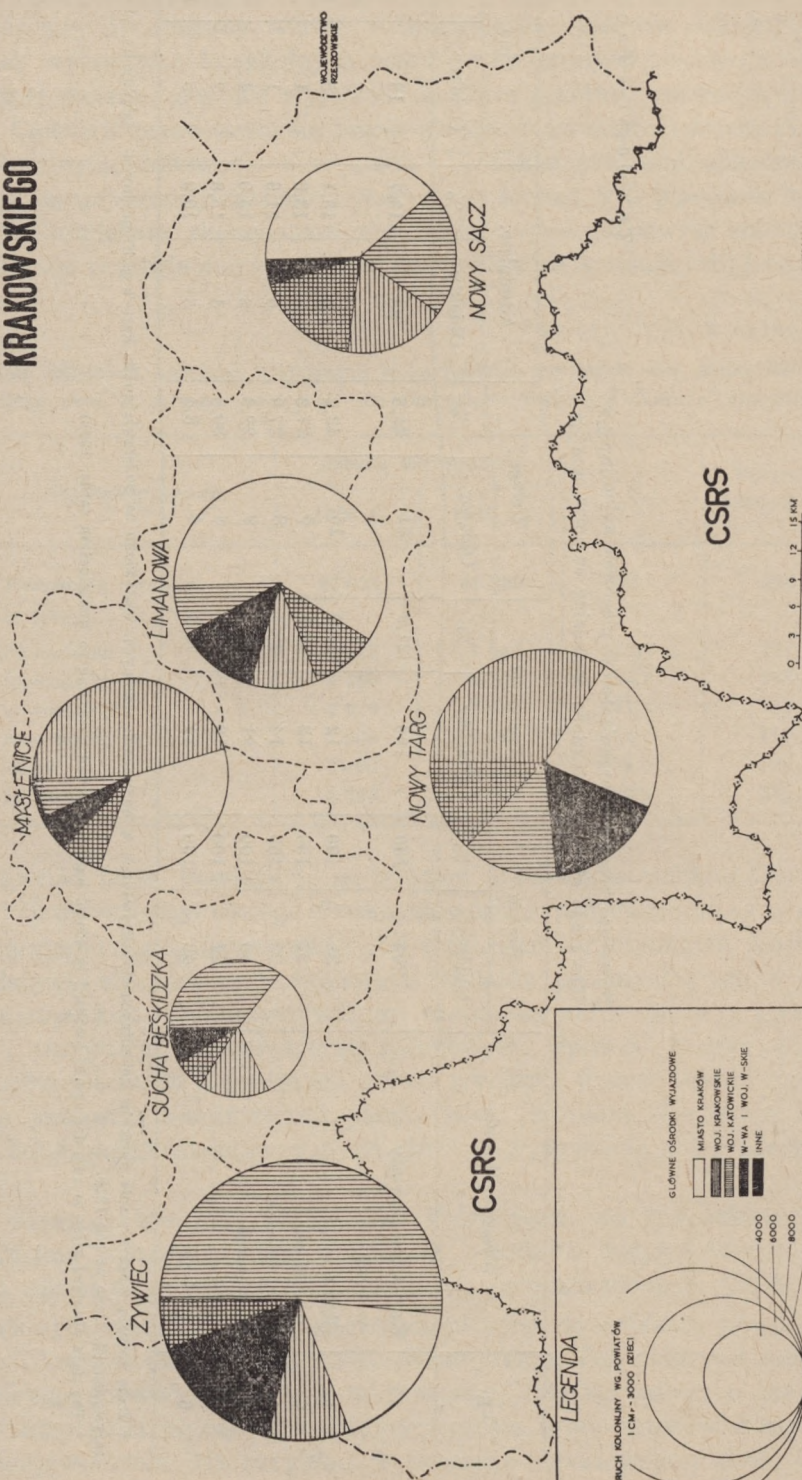 KRAKOWSKIEGO
WOJEWÓDZTWO
RZESZOWSKIE
NOWY SĄCZ
LIMANOWA
MYŚLENICE
NOWY TARG
SUCHA BESKIDZKA
ŻYWIEC
CSRS
CSRS
0 3 6 9 12 15 KM
LEGENDA
RUCH KOLONIJNY WG. POWIATÓW
1 CM² - 3000 DZIECI
4000
6000
8000
GŁÓWNE OŚRODKI WYJAZDOWE
MIASTO KRAKÓW
WOJ. KRAKOWSKIE
WOJ. KATOWICKIE
W-WA I WOJ. W-SKIE
INNE